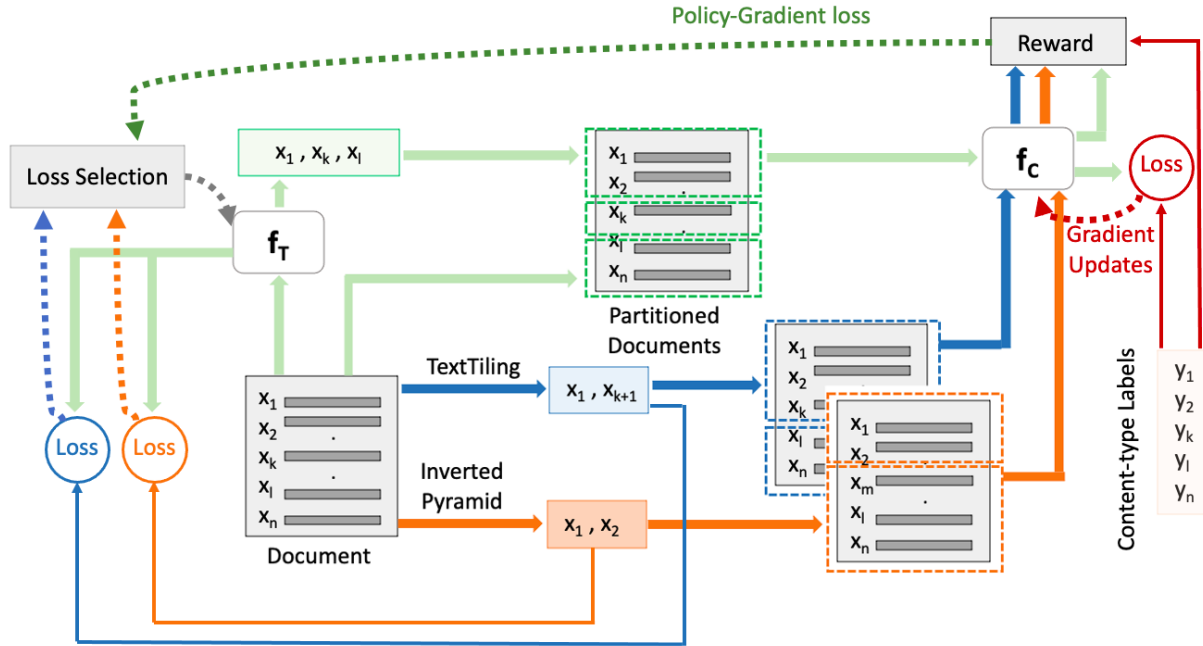 Policy-Gradient loss
Reward
x1 , xk , xl
Loss Selection
fT
x1
x2
.
xk
.
xl
xn
fC
Loss
Gradient
Updates
Partitioned
Documents
TextTiling
x1 , xk+1
x1
x2
xk
xl
xn
x1
x2
.
xm
.
xl
xn
Content-type Labels
y1
y2
yk
yl
yn
x1
x2
.
xk
.
xl
xn
Document
Loss
Loss
Inverted
Pyramid
x1 , x2